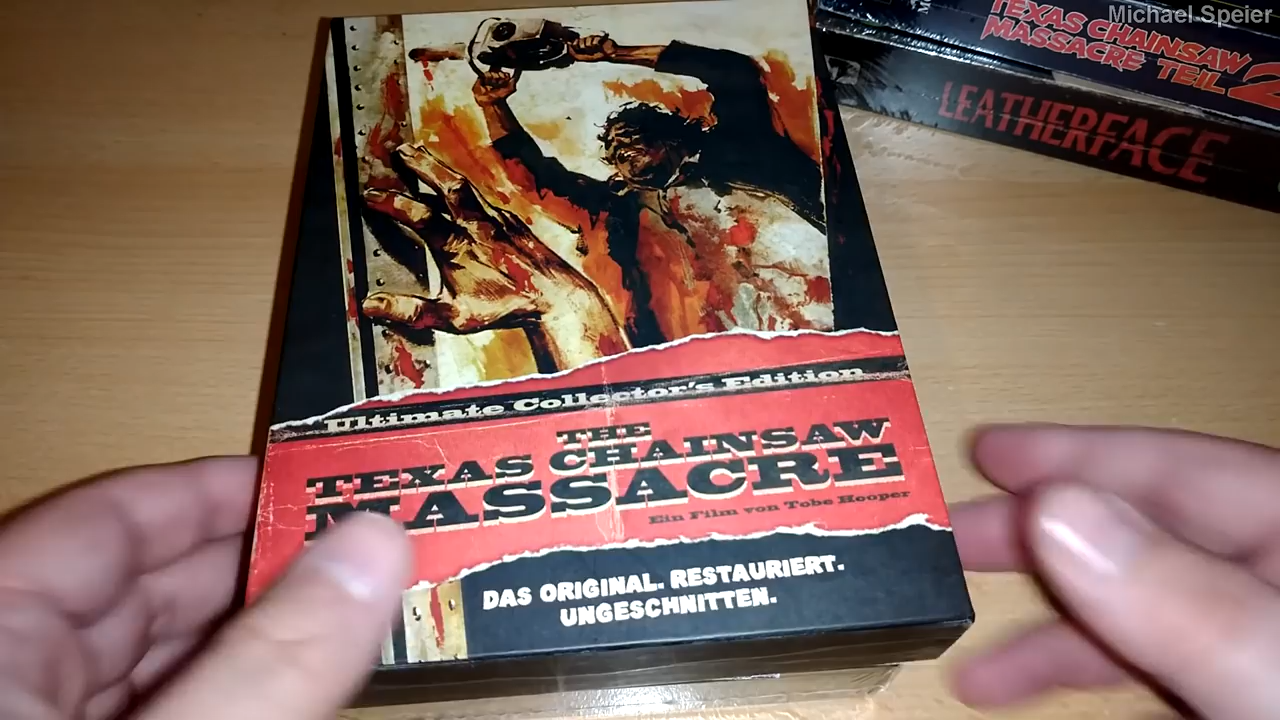 Michael Speier
TEXAS CHAINSAW
MASSACRE TEIL 2
LEATHERFACE
Ultimate Collector's Edition
THE
TEXAS CHAINSAW
MASSACRE
Ein Film von Tobe Hooper
DAS ORIGINAL. RESTAURIERT.
UNGESCHNITTEN.